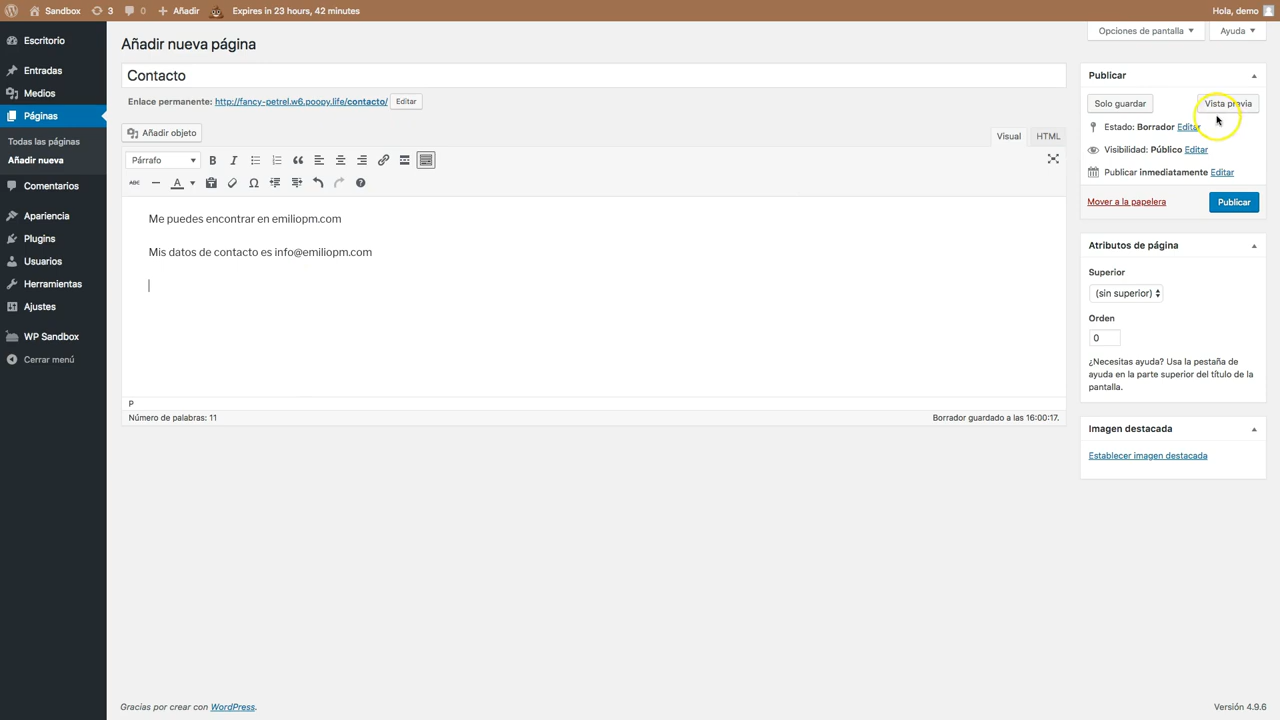 Sandbox 3 0 Añadir Expires in 23 hours, 42 minutes Hola, demo
Opciones de pantalla Ayuda
Escritorio
Entradas
Medios
Páginas
Todas las páginas
Añadir nueva
Comentarios
Apariencia
Plugins
Usuarios
Herramientas
Ajustes
WP Sandbox
Cerrar menú
Añadir nueva página
Contacto
Enlace permanente: http://fancy-petrel.w6.poopy.life/contacto/ Editar
Añadir objeto
Visual HTML
Párrafo B I
ABC A
Me puedes encontrar en emiliopm.com
Mis datos de contacto es info@emiliopm.com
P
Número de palabras: 11 Borrador guardado a las 16:00:17.
Publicar
Solo guardar Vista previa
Estado: Borrador Editar
Visibilidad: Público Editar
Publicar inmediatamente Editar
Mover a la papelera Publicar
Atributos de página
Superior
(sin superior)
Orden
0
¿Necesitas ayuda? Usa la pestaña de
ayuda en la parte superior del título de la
pantalla.
Imagen destacada
Establecer imagen destacada
Gracias por crear con WordPress. Versión 4.9.6